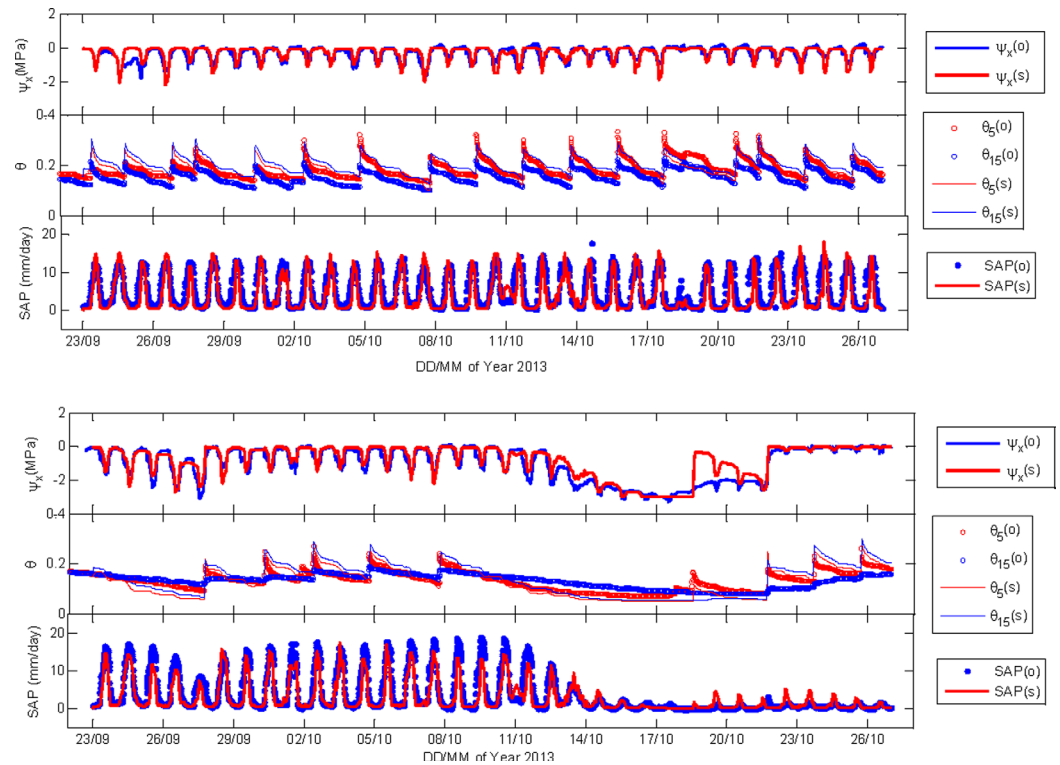 2
0
-2
0.4
Ψx(MPa)
Ψx(o)
Ψx(s)
0.2
0
θ
θ5(o)
θ15(o)
θ5(s)
θ15(s)
20
10
0
SAP (mm/day)
SAP(o)
SAP(s)
23/09 26/09 29/09 02/10 05/10 08/10 11/10 14/10 17/10 20/10 23/10 26/10
DD/MM of Year 2013
2
0
-2
0.4
Ψx(MPa)
Ψx(o)
Ψx(s)
0.2
0
θ
θ5(o)
θ15(o)
θ5(s)
θ15(s)
20
10
0
SAP (mm/day)
SAP(o)
SAP(s)
23/09 26/09 29/09 02/10 05/10 08/10 11/10 14/10 17/10 20/10 23/10 26/10
DD/MM of Year 2013